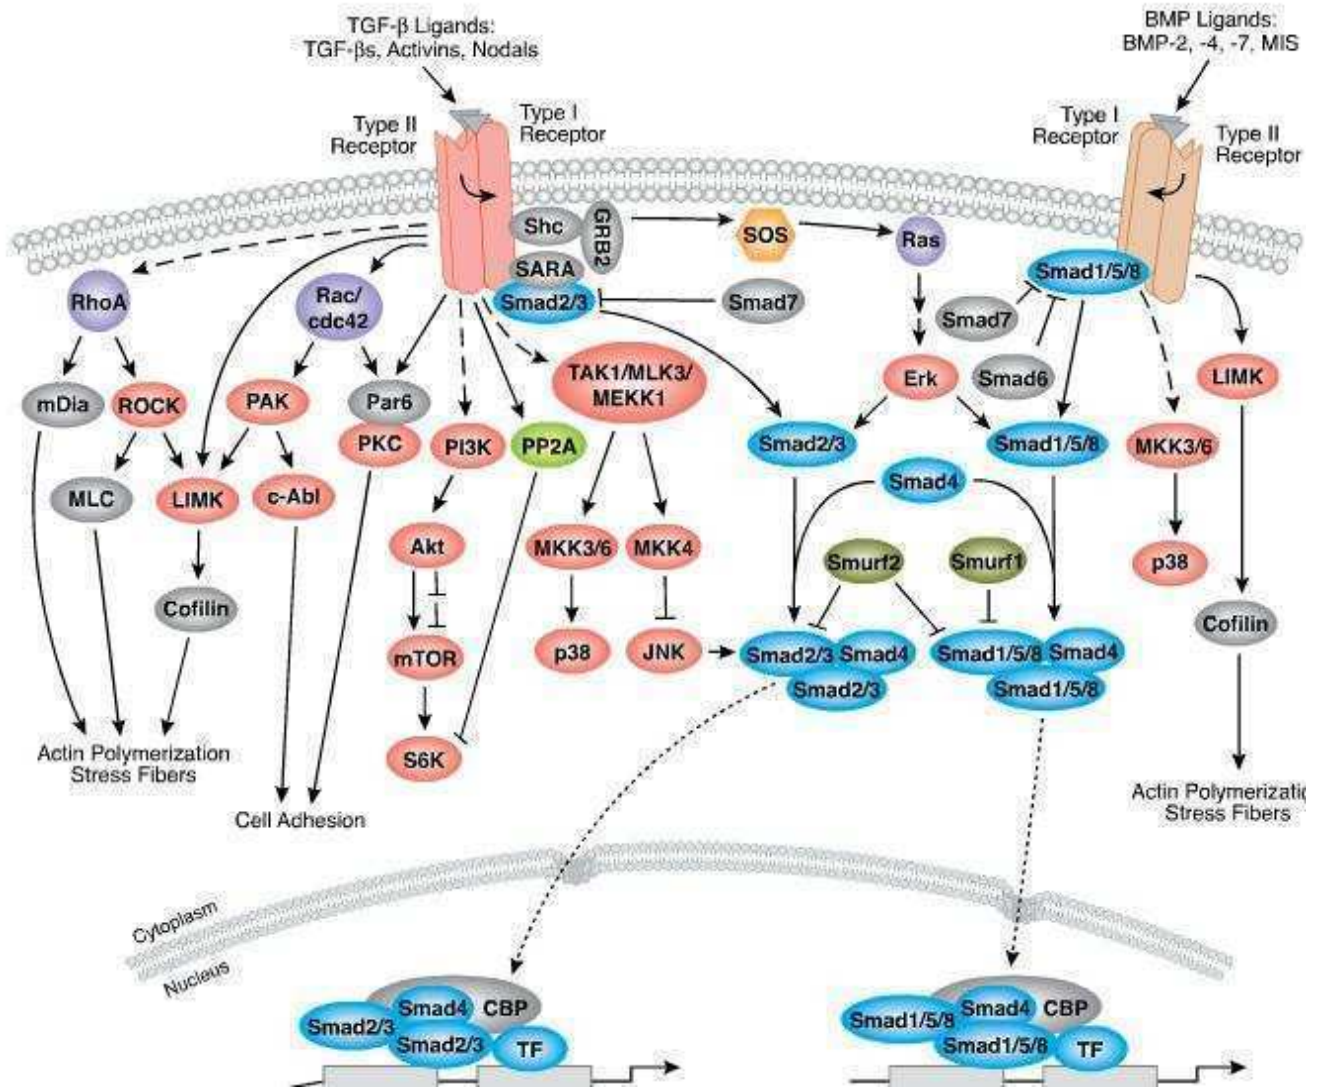 TGF-β Ligands:
TGF-βs, Activins, Nodals
BMP Ligands:
BMP-2, -4, -7, MIS
Type II
Receptor
Type I
Receptor
Type I
Receptor
Type II
Receptor
Shc
GRB2
SOS
Ras
SARA
Smad2/3
Smad7
Smad1/5/8
RhoA
Rac/
cdc42
Smad7
TAK1/MLK3/
MEKK1
Erk
Smad6
LIMK
mDia
ROCK
PAK
Par6
PKC
PI3K
PP2A
Smad2/3
Smad1/5/8
MKK3/6
MLC
LIMK
c-Abl
Smad4
Akt
MKK3/6
MKK4
Smurf2
Smurf1
p38
Cofilin
Cofilin
mTOR
p38
JNK
Smad2/3
Smad4
Smad2/3
Smad1/5/8
Smad4
Smad1/5/8
S6K
Actin Polymerization
Stress Fibers
Cell Adhesion
Actin Polymerizatic
Stress Fibers
Cytoplasm
Nucleus
Smad4
CBP
Smad2/3
Smad2/3
TF
Smad4
CBP
Smad1/5/8
Smad1/5/8
TF